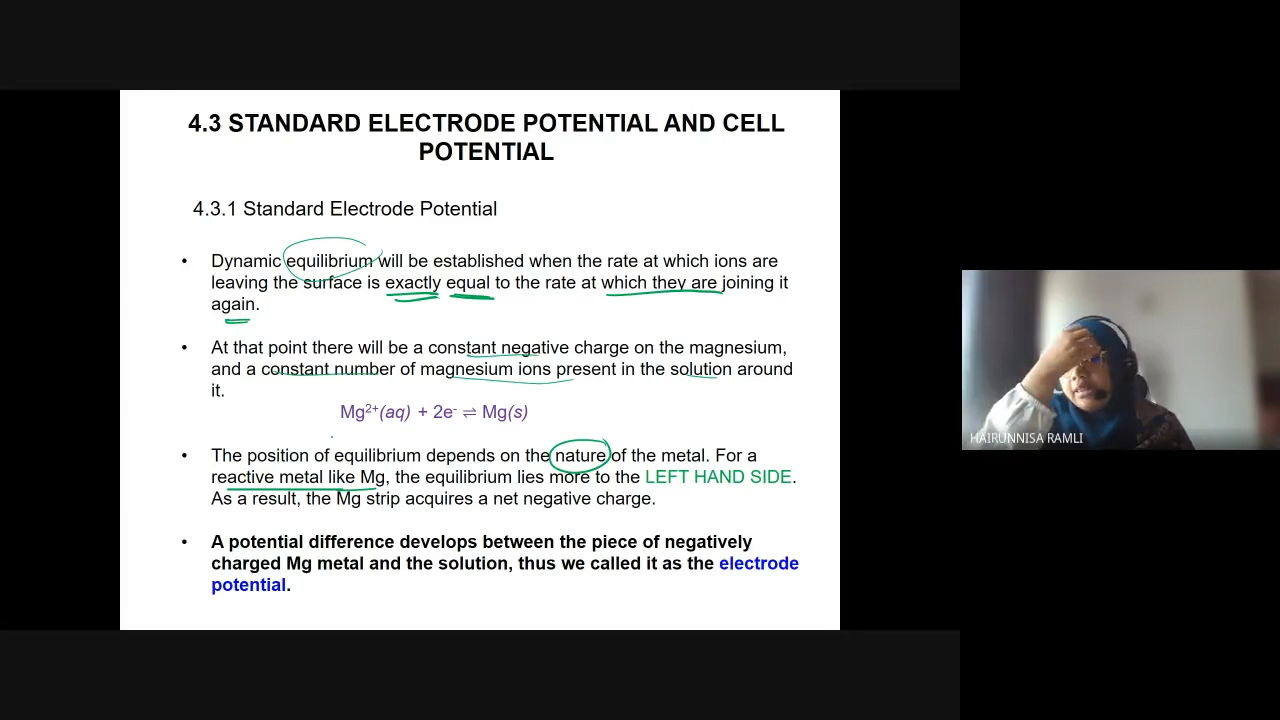 4.3 STANDARD ELECTRODE POTENTIAL AND CELL
POTENTIAL
4.3.1 Standard Electrode Potential
• Dynamic equilibrium will be established when the rate at which ions are
leaving the surface is exactly equal to the rate at which they are joining it
again.
• At that point there will be a constant negative charge on the magnesium,
and a constant number of magnesium ions present in the solution around
it.
Mg²⁺(aq) + 2e⁻ ⇌ Mg(s)
• The position of equilibrium depends on the nature of the metal. For a
reactive metal like Mg, the equilibrium lies more to the LEFT HAND SIDE.
As a result, the Mg strip acquires a net negative charge.
• A potential difference develops between the piece of negatively
charged Mg metal and the solution, thus we called it as the electrode
potential.
HAIRUNNISA RAMLI